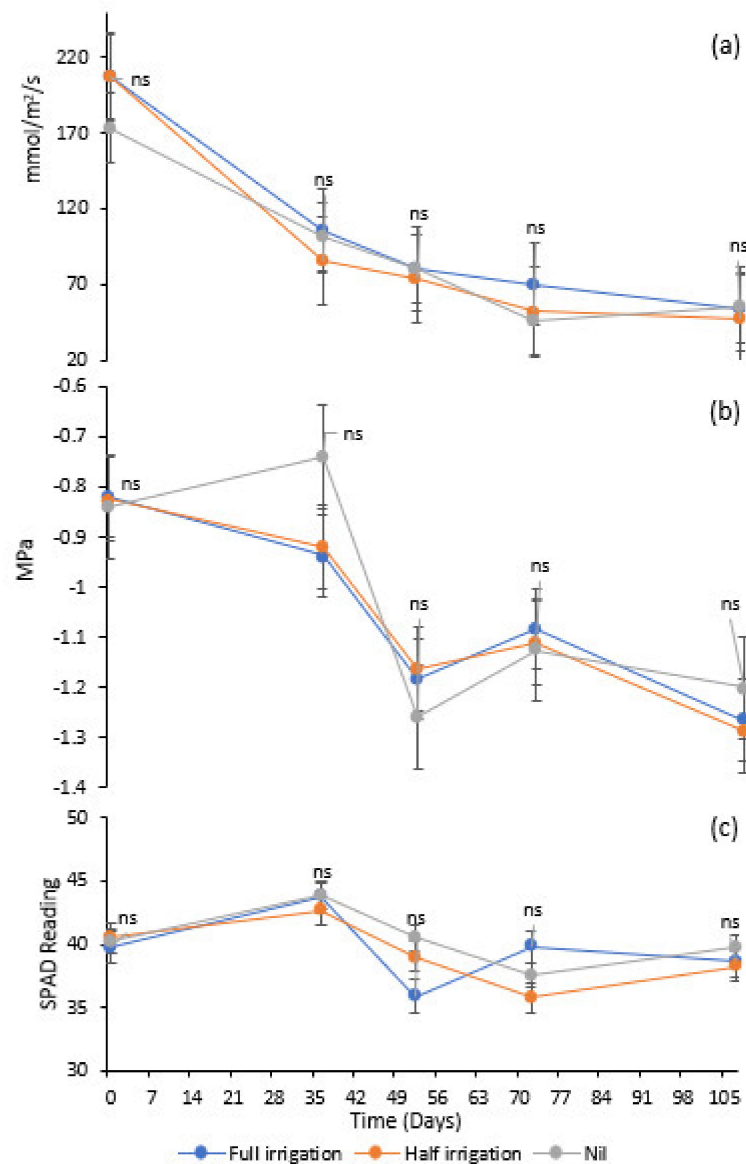 (a)
220
170
120
70
20
mmol/m²/s
ns
ns
ns
ns
ns
(b)
-0.6
-0.7
-0.8
-0.9
-1
-1.1
-1.2
-1.3
-1.4
MPa
ns
ns
ns
ns
ns
(c)
50
45
40
35
30
SPAD Reading
ns
ns
ns
ns
ns
0 7 14 21 28 35 42 49 56 63 70 77 84 91 98 105
Time (Days)
Full irrigation Half irrigation Nil